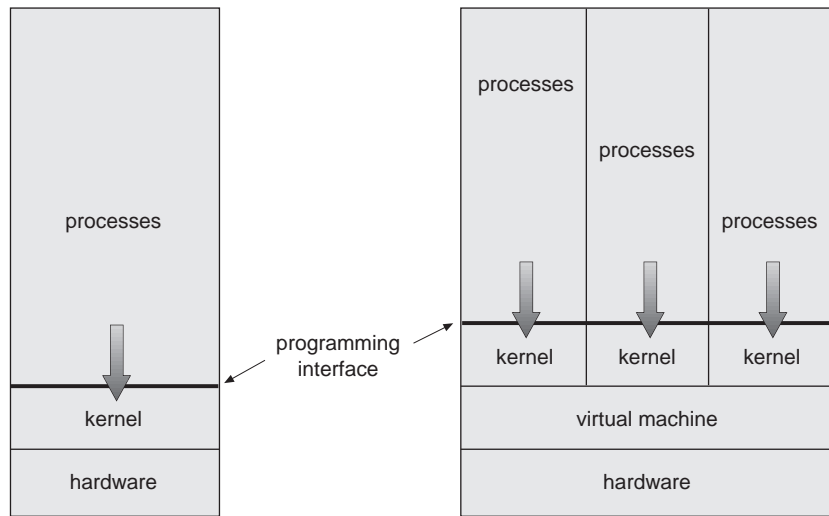 processes
kernel
hardware
programming
interface
processes
processes
processes
kernel
kernel
kernel
virtual machine
hardware